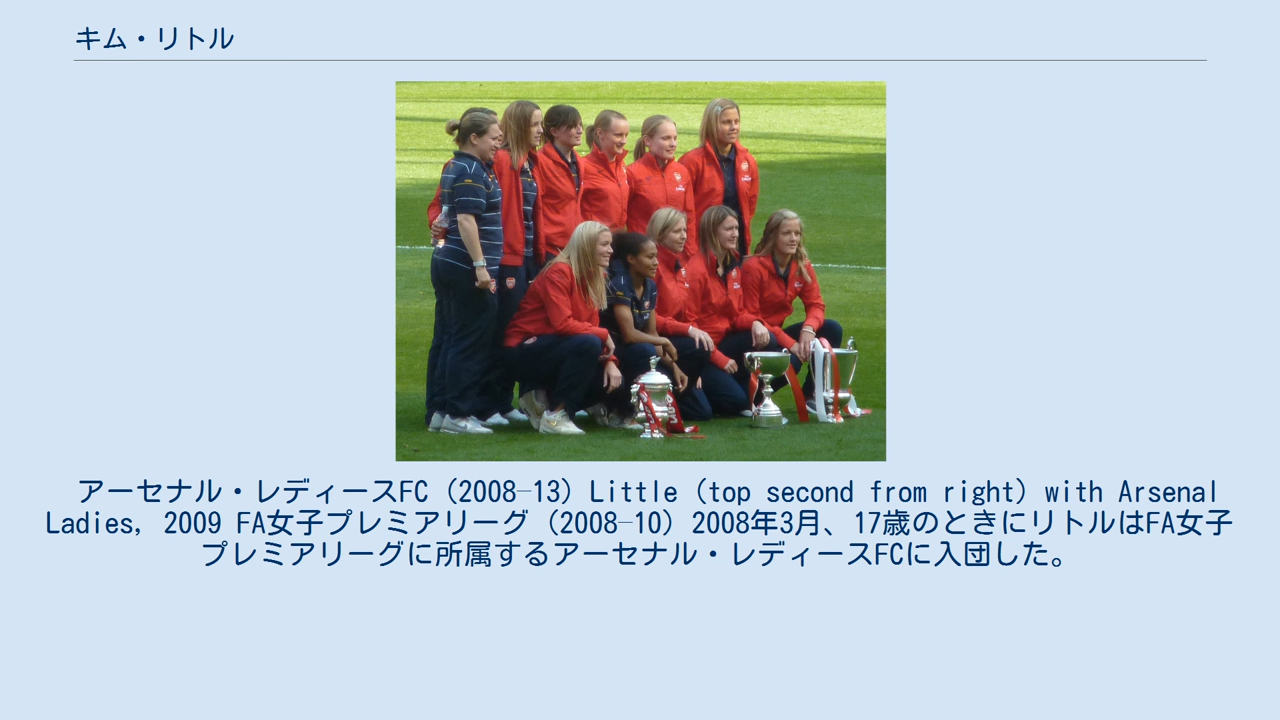 キム・リトル
アーセナル・レディースFC (2008–13) Little (top second from right) with Arsenal
Ladies, 2009 FA女子プレミアリーグ (2008–10) 2008年3月、17歳のときにリトルはFA女子
プレミアリーグに所属するアーセナル・レディースFCに入団した。